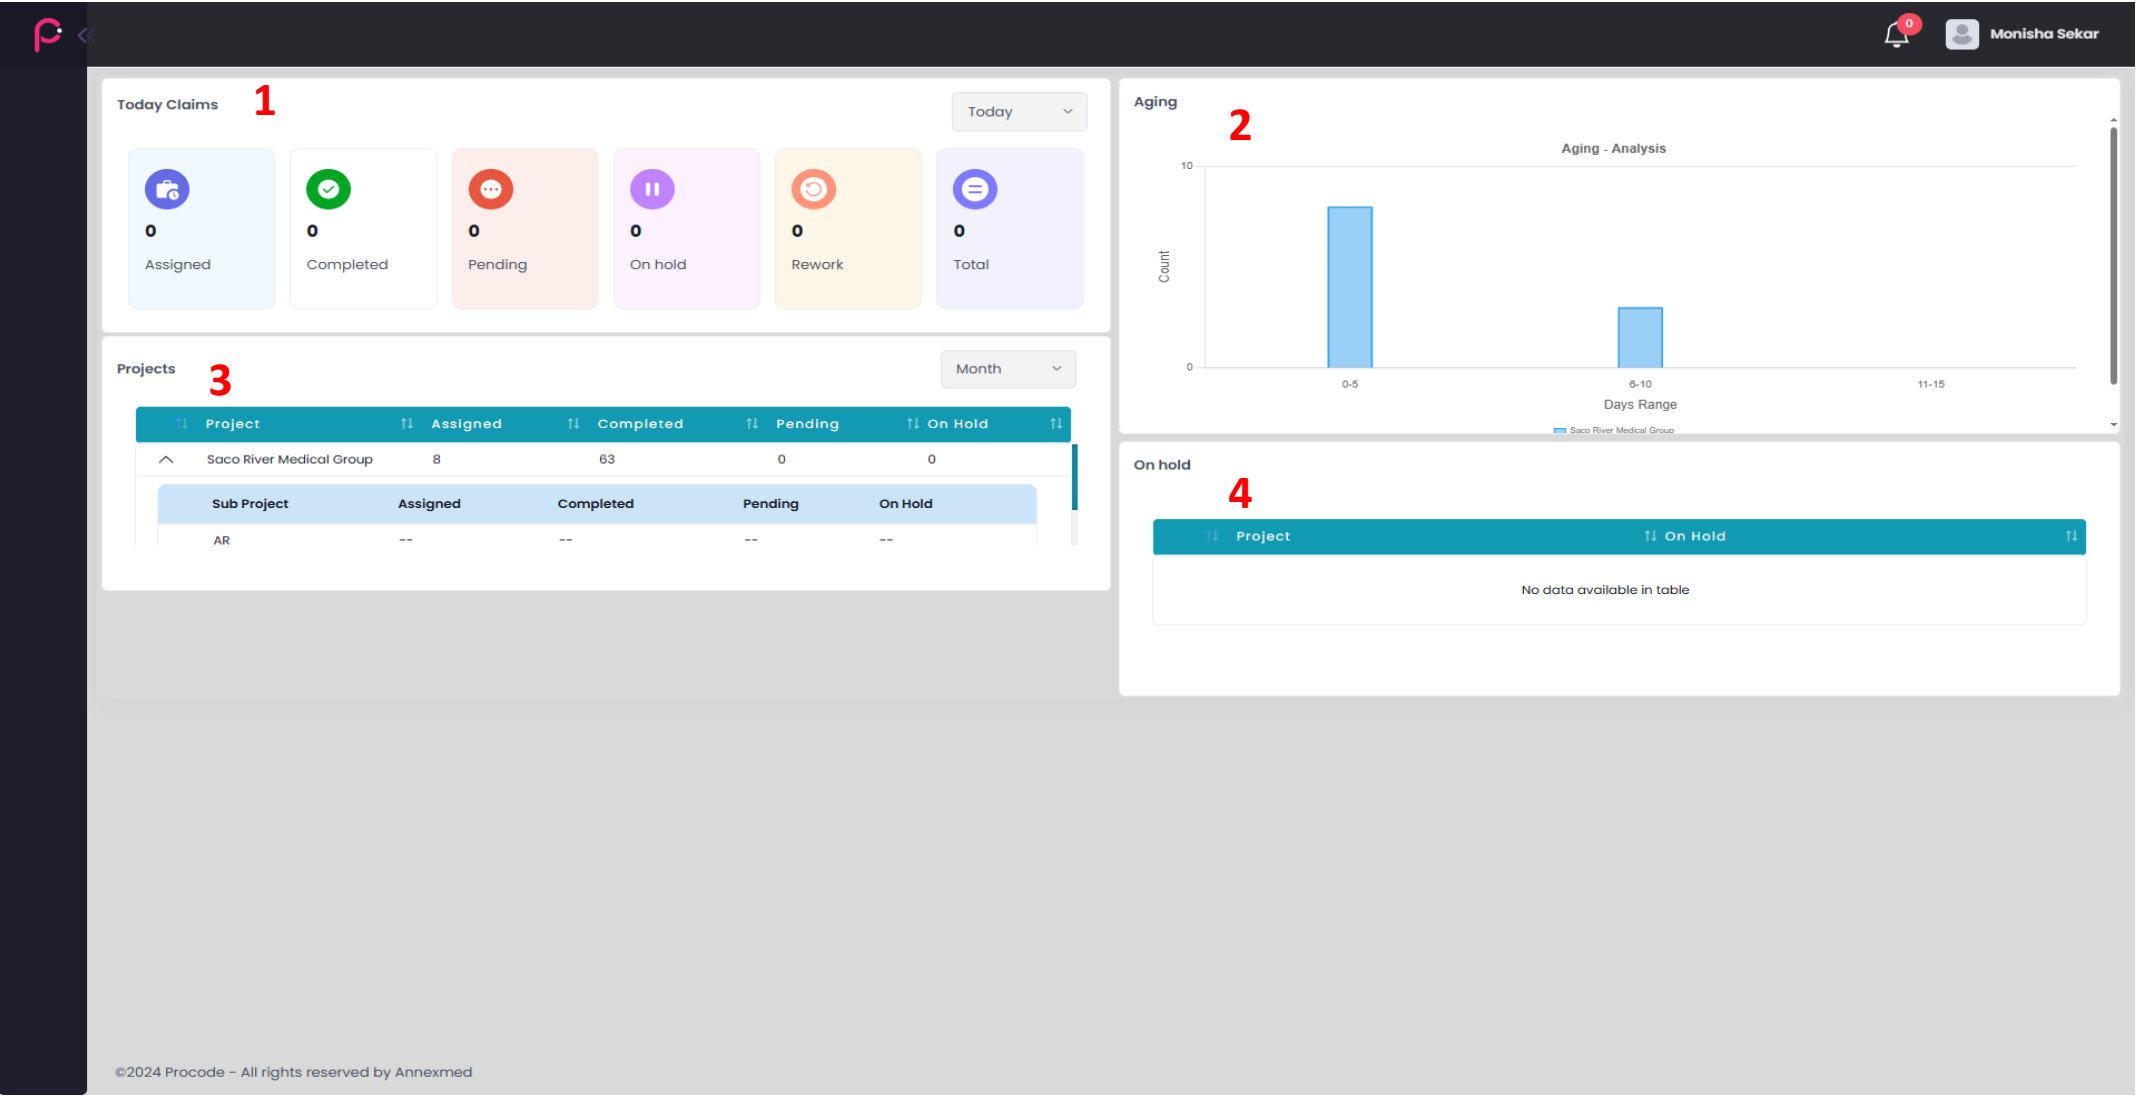 0
Monisha Sekar
Today Claims 1
Today
0
Assigned
0
Completed
0
Pending
0
On hold
0
Rework
0
Total
Aging
2
Aging - Analysis
10
Count
0
0-5 6-10 11-15
Days Range
Saco River Medical Group
Projects 3
Month
Project Assigned Completed Pending On Hold
Saco River Medical Group 8 63 0 0
Sub Project Assigned Completed Pending On Hold
AR -- -- -- --
On hold
4
Project On Hold
No data available in table
©2024 Procode - All rights reserved by Annexmed